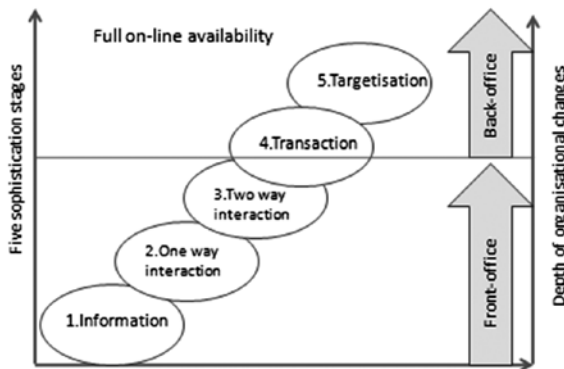 Full on-line availability
5.Targetisation
4.Transaction
3.Two way
interaction
2.One way
interaction
1.Information
Five sophistication stages
Back-office
Front-office
Depth of organisational changes